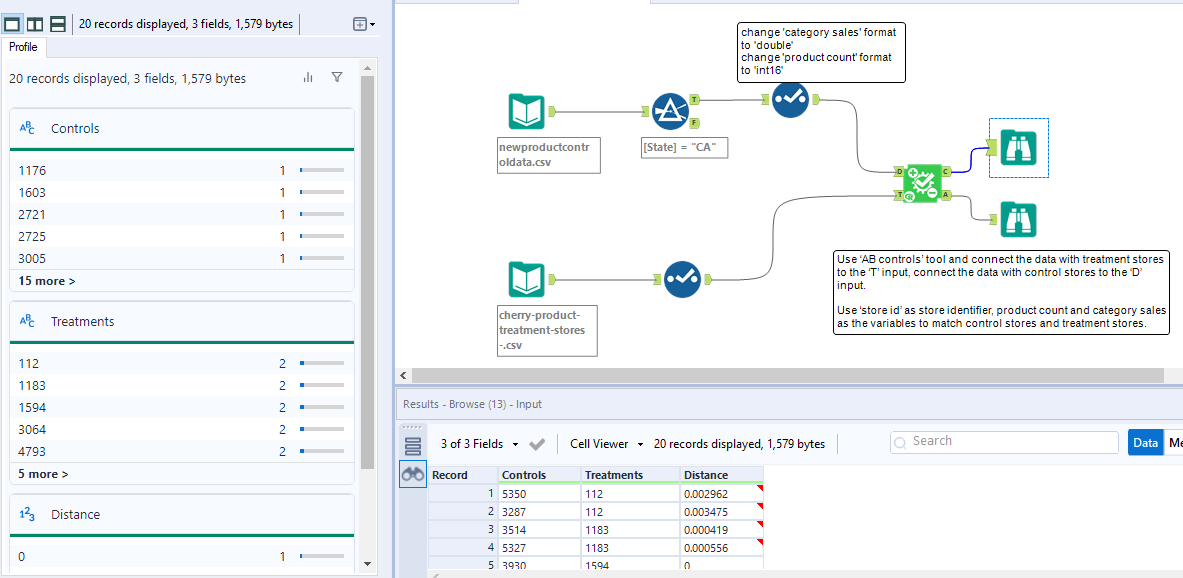 20 records displayed, 3 fields, 1,579 bytes
Profile
20 records displayed, 3 fields, 1,579 bytes
ABC Controls
1176 1
1603 1
2721 1
2725 1
3005 1
15 more >
ABC Treatments
112 2
1183 2
1594 2
3064 2
4793 2
5 more >
123 Distance
0 1
change 'category sales' format
to 'double'
change 'product count' format
to 'int16'
newproductcontr
oldata.csv
T
F
[State] = "CA"
D
T
C
A
cherry-product-
treatment-stores
-.csv
Use ‘AB controls’ tool and connect the data with treatment stores
to the ‘T’ input, connect the data with control stores to the ‘D’
input.
Use ‘store id’ as store identifier, product count and category sales
as the variables to match control stores and treatment stores.
Results - Browse (13) - Input
3 of 3 Fields
Cell Viewer
20 records displayed, 1,579 bytes
Search
Data
Me
Record Controls Treatments Distance
1 5350 112 0.002962
2 3287 112 0.003475
3 3514 1183 0.000419
4 5327 1183 0.000556
5 3930 1594 0